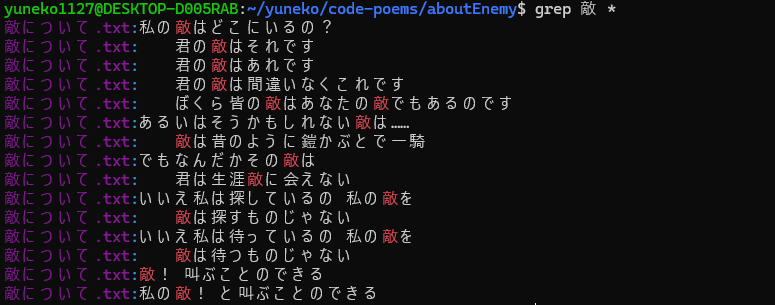 yuneko1127@DESKTOP-D005RAB:~/yuneko/code-poems/aboutEnemy$ grep 敵 *
敵について.txt:私の敵はどこにいるの？
敵について.txt:　　君の敵はそれです
敵について.txt:　　君の敵はあれです
敵について.txt:　　君の敵は間違いなくこれです
敵について.txt:　　ぼくら皆の敵はあなたの敵でもあるのです
敵について.txt:あるいはそうかもしれない敵は……
敵について.txt:　　敵は昔のように鎧かぶとで一騎
敵について.txt:でもなんだかその敵は
敵について.txt:　　君は生涯敵に会えない
敵について.txt:いいえ私は探しているの　私の敵を
敵について.txt:　　敵は探すものじゃない
敵について.txt:いいえ私は待っているの　私の敵を
敵について.txt:　　敵は待つものじゃない
敵について.txt:敵！　叫ぶことのできる
敵について.txt:私の敵！　と叫ぶことのできる